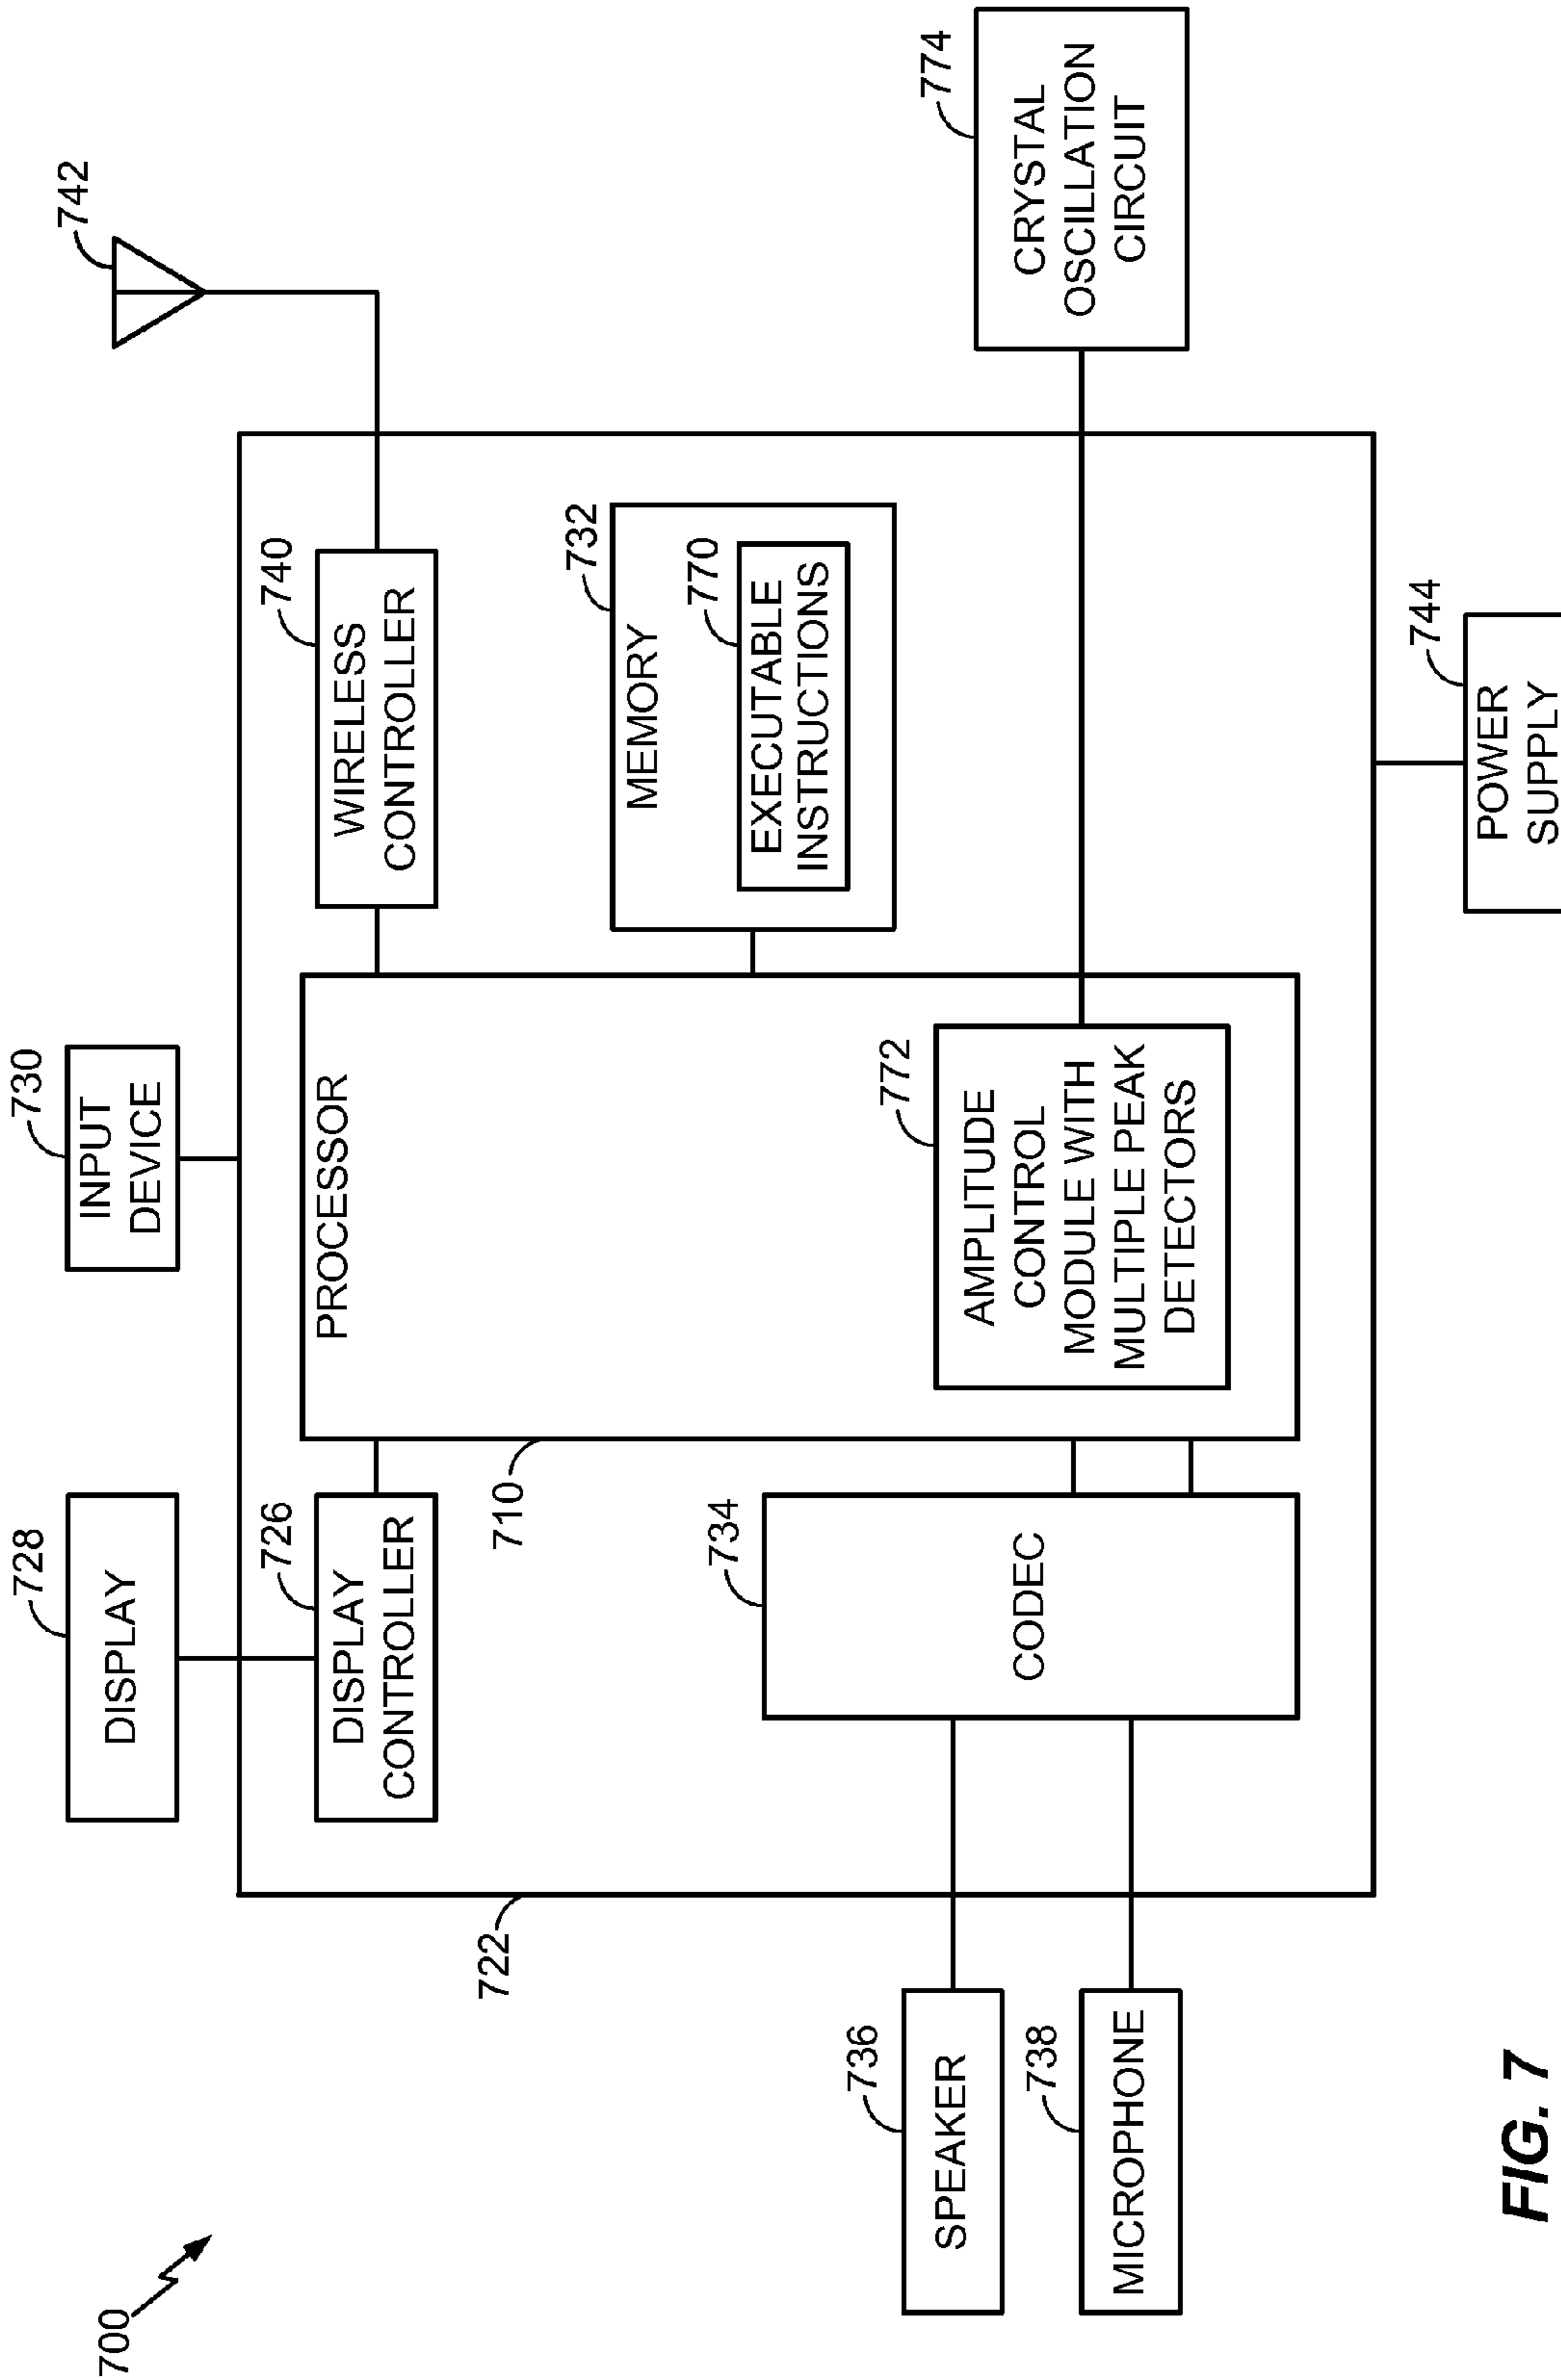 700
728
DISPLAY
730
INPUT
DEVICE
742
726
DISPLAY
CONTROLLER
PROCESSOR
740
WIRELESS
CONTROLLER
722
710
732
MEMORY
770
EXECUTABLE
INSTRUCTIONS
736
SPEAKER
738
MICROPHONE
734
CODEC
772
AMPLITUDE
CONTROL
MODULE WITH
MULTIPLE PEAK
DETECTORS
774
CRYSTAL
OSCILLATION
CIRCUIT
744
POWER
SUPPLY
FIG. 7